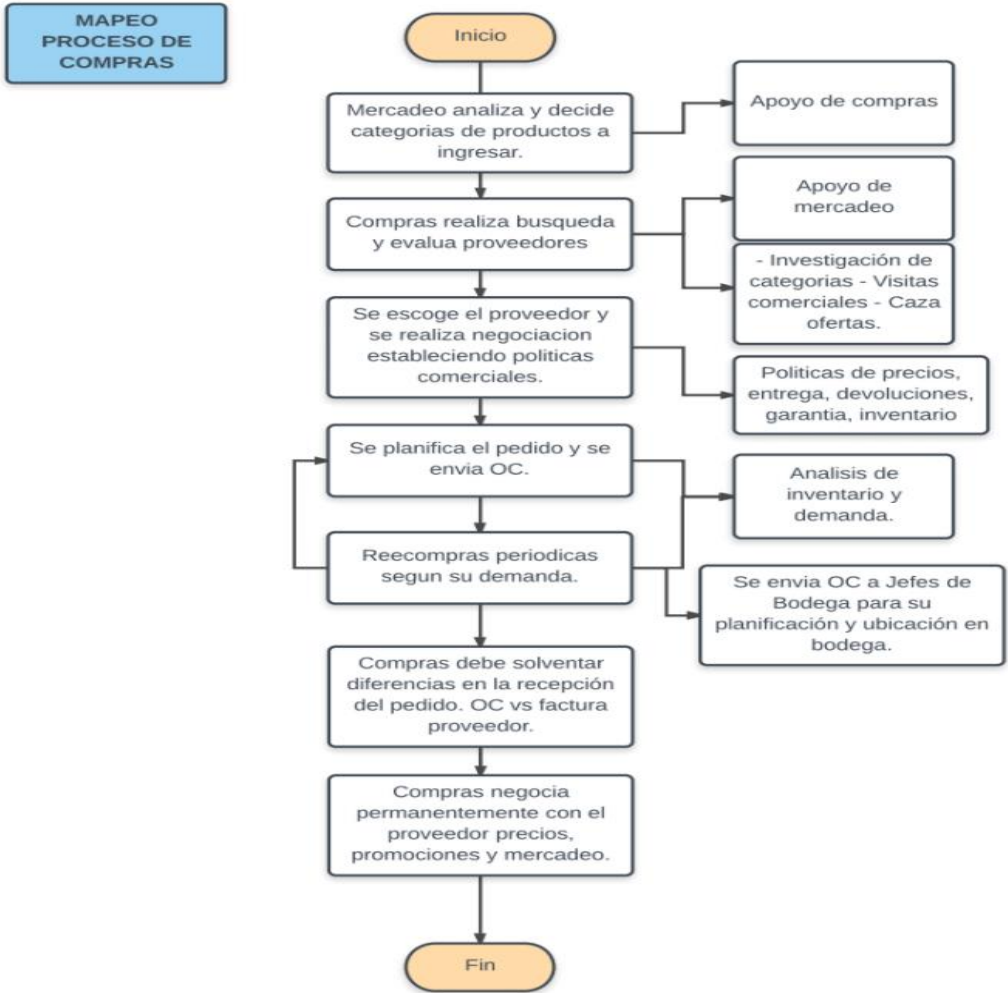 MAPEO
PROCESO DE
COMPRAS
Inicio
Mercadeo analiza y decide
categorias de productos a
ingresar.
Apoyo de compras
Compras realiza busqueda
y evalua proveedores
Apoyo de
mercadeo
- Investigación de
categorias - Visitas
comerciales - Caza
ofertas.
Se escoge el proveedor y
se realiza negociacion
estableciendo politicas
comerciales.
Politicas de precios,
entrega, devoluciones,
garantia, inventario
Se planifica el pedido y se
envia OC.
Analisis de
inventario y
demanda.
Reecompras periodicas
segun su demanda.
Se envia OC a Jefes de
Bodega para su
planificación y ubicación en
bodega.
Compras debe solventar
diferencias en la recepción
del pedido. OC vs factura
proveedor.
Compras negocia
permanentemente con el
proveedor precios,
promociones y mercadeo.
Fin